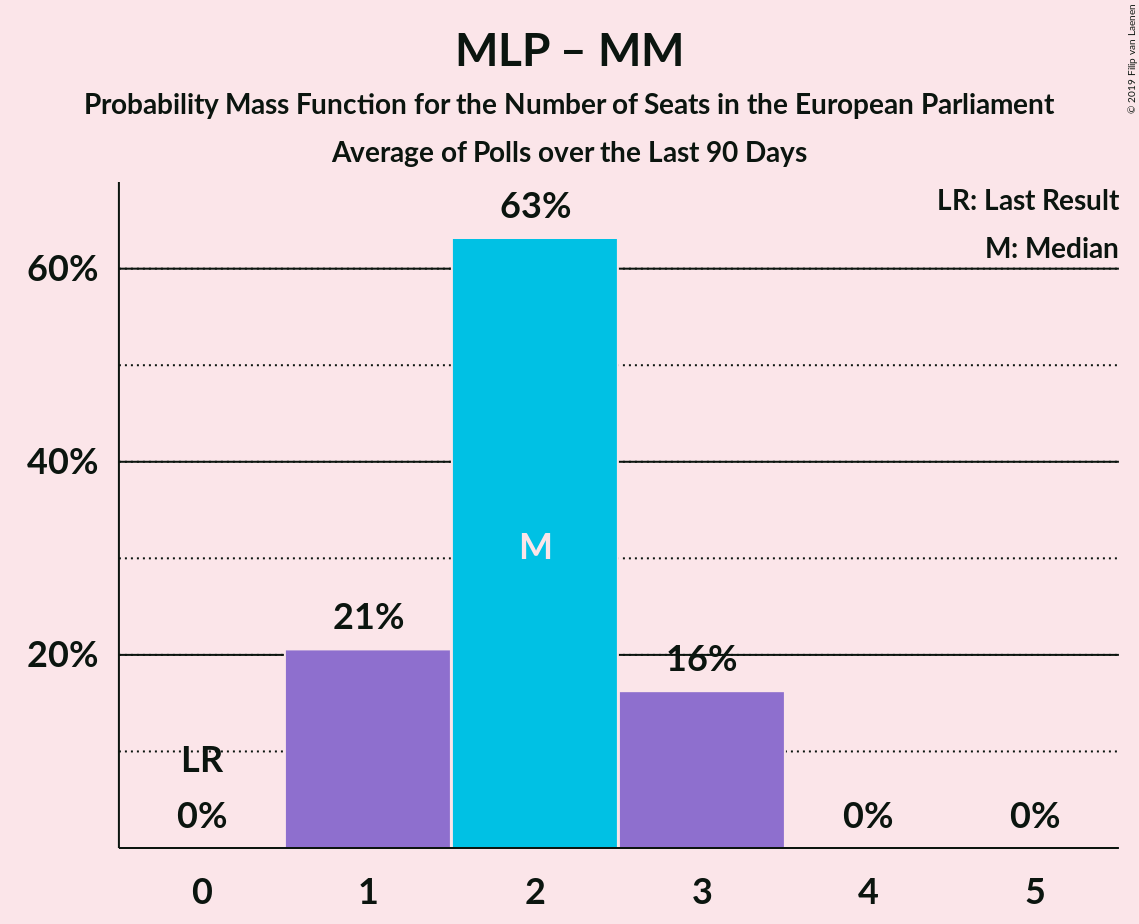 MLP – MM
Probability Mass Function for the Number of Seats in the European Parliament
Average of Polls over the Last 90 Days
© 2019 Filip van Laenen
LR: Last Result
M: Median
63%
60%
40%
M
21%
20%
16%
LR
0%
0%
0%
0 1 2 3 4 5